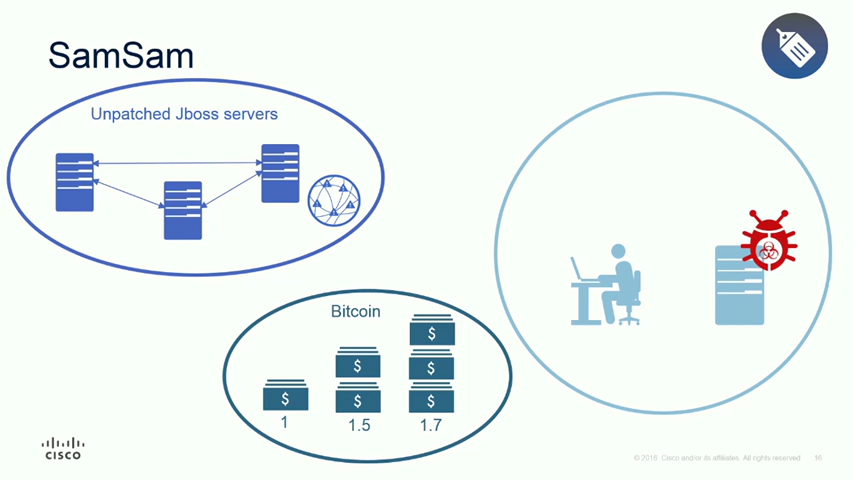 SamSam
Unpatched Jboss servers
Bitcoin
$
$
$
$
$
$
1
1.5
1.7
CISCO
© 2016 Cisco and/or its affiliates. All rights reserved 16